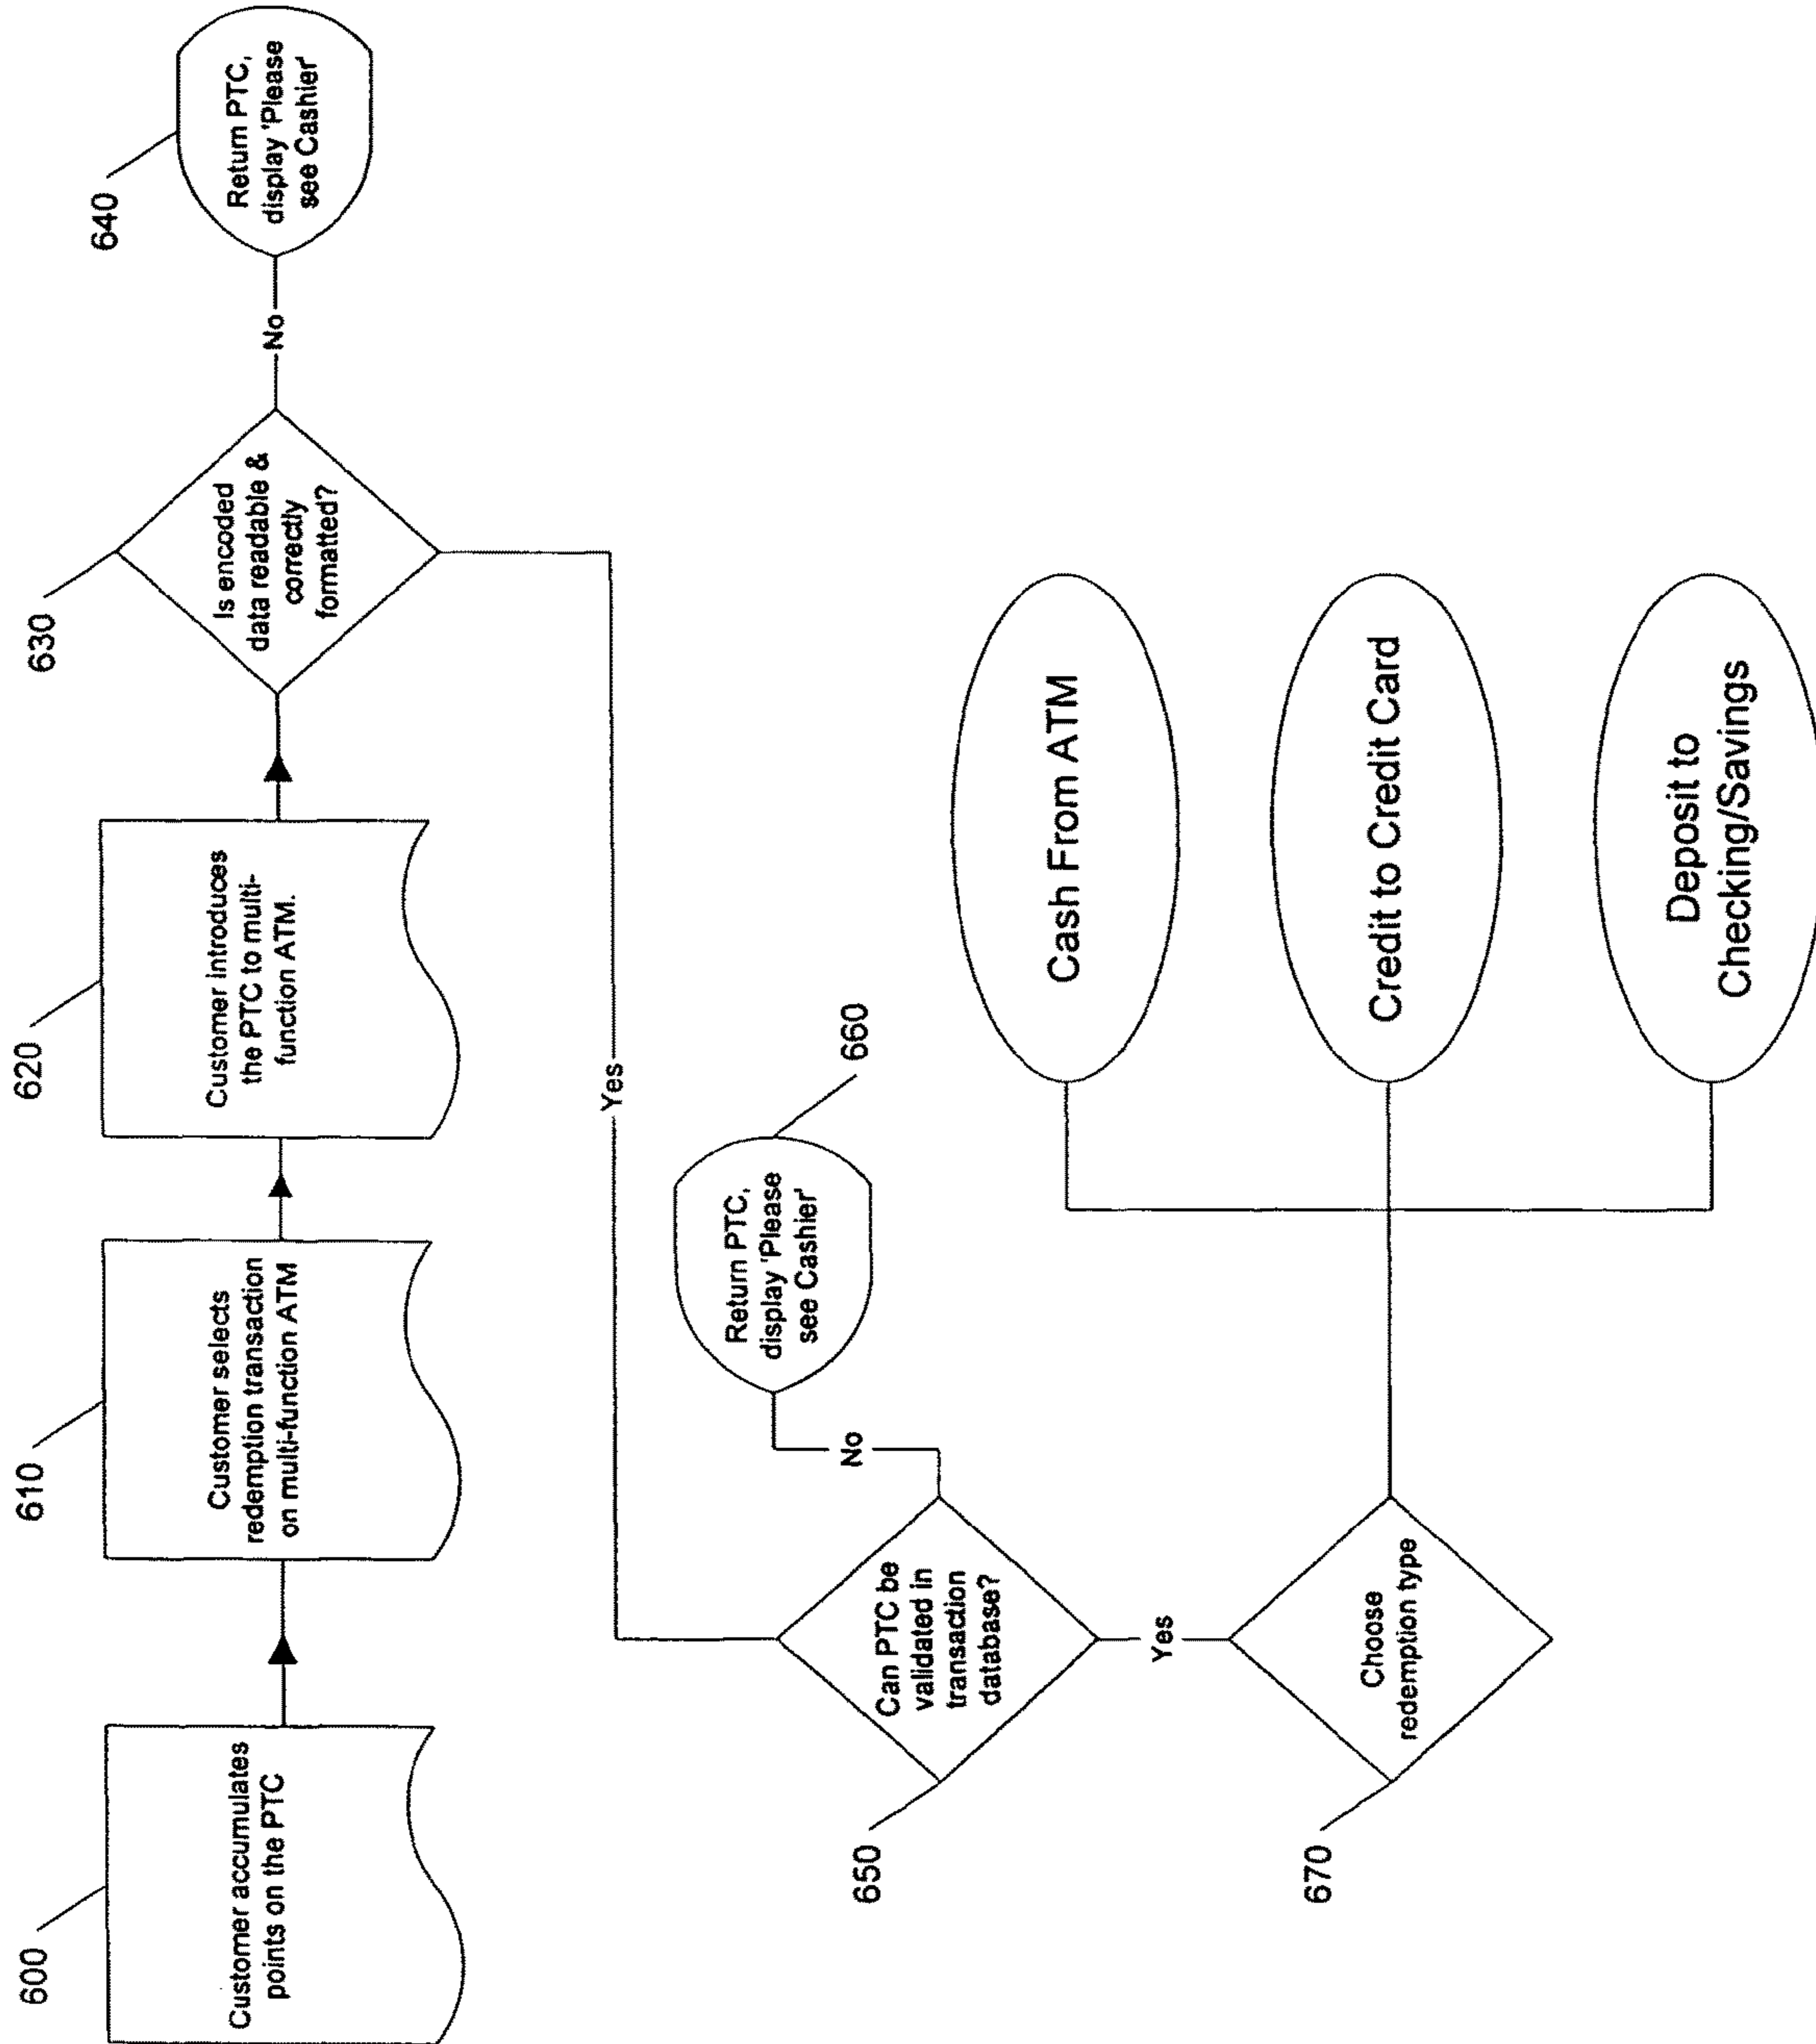 600
Customer accumulates
points on the PTC
610
Customer selects
redemption transaction
on multi-function ATM
620
Customer introduces
the PTC to multi-
function ATM.
630
Is encoded
data readable &
correctly
formatted?
No
640
Return PTC,
display 'Please
see Cashier'
Yes
650
Can PTC be
validated in
transaction
database?
No
660
Return PTC,
display 'Please
see Cashier'
Yes
670
Choose
redemption type
Cash From ATM
Credit to Credit Card
Deposit to
Checking/Savings